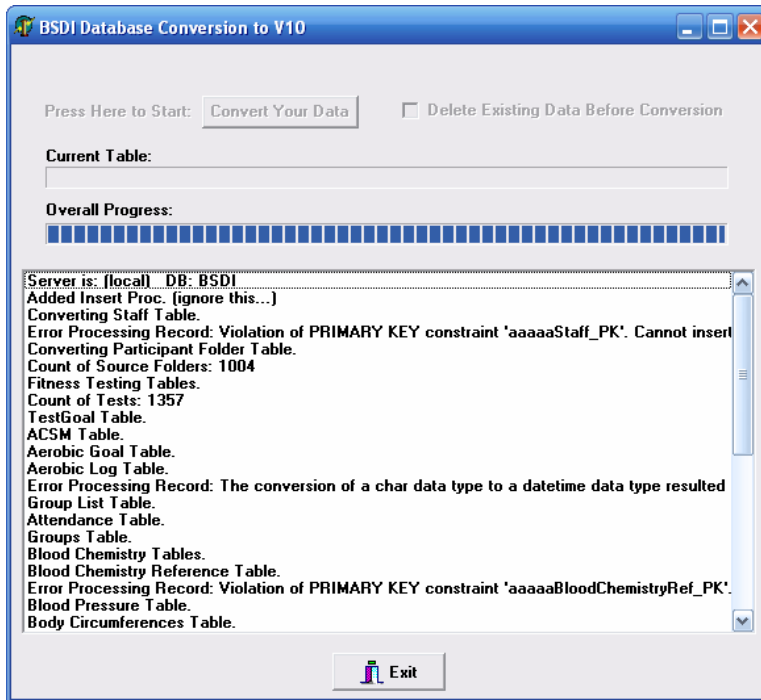 BSDI Database Conversion to V10
Press Here to Start: Convert Your Data Delete Existing Data Before Conversion
Current Table:
Overall Progress:
Server is: (local) DB: BSDI
Added Insert Proc. (ignore this...)
Converting Staff Table.
Error Processing Record: Violation of PRIMARY KEY constraint 'aaaaaStaff_PK'. Cannot insert
Converting Participant Folder Table.
Count of Source Folders: 1004
Fitness Testing Tables.
Count of Tests: 1357
TestGoal Table.
ACSM Table.
Aerobic Goal Table.
Aerobic Log Table.
Error Processing Record: The conversion of a char data type to a datetime data type resulted
Group List Table.
Attendance Table.
Groups Table.
Blood Chemistry Tables.
Blood Chemistry Reference Table.
Error Processing Record: Violation of PRIMARY KEY constraint 'aaaaaBloodChemistryRef_PK'.
Blood Pressure Table.
Body Circumferences Table.
Exit